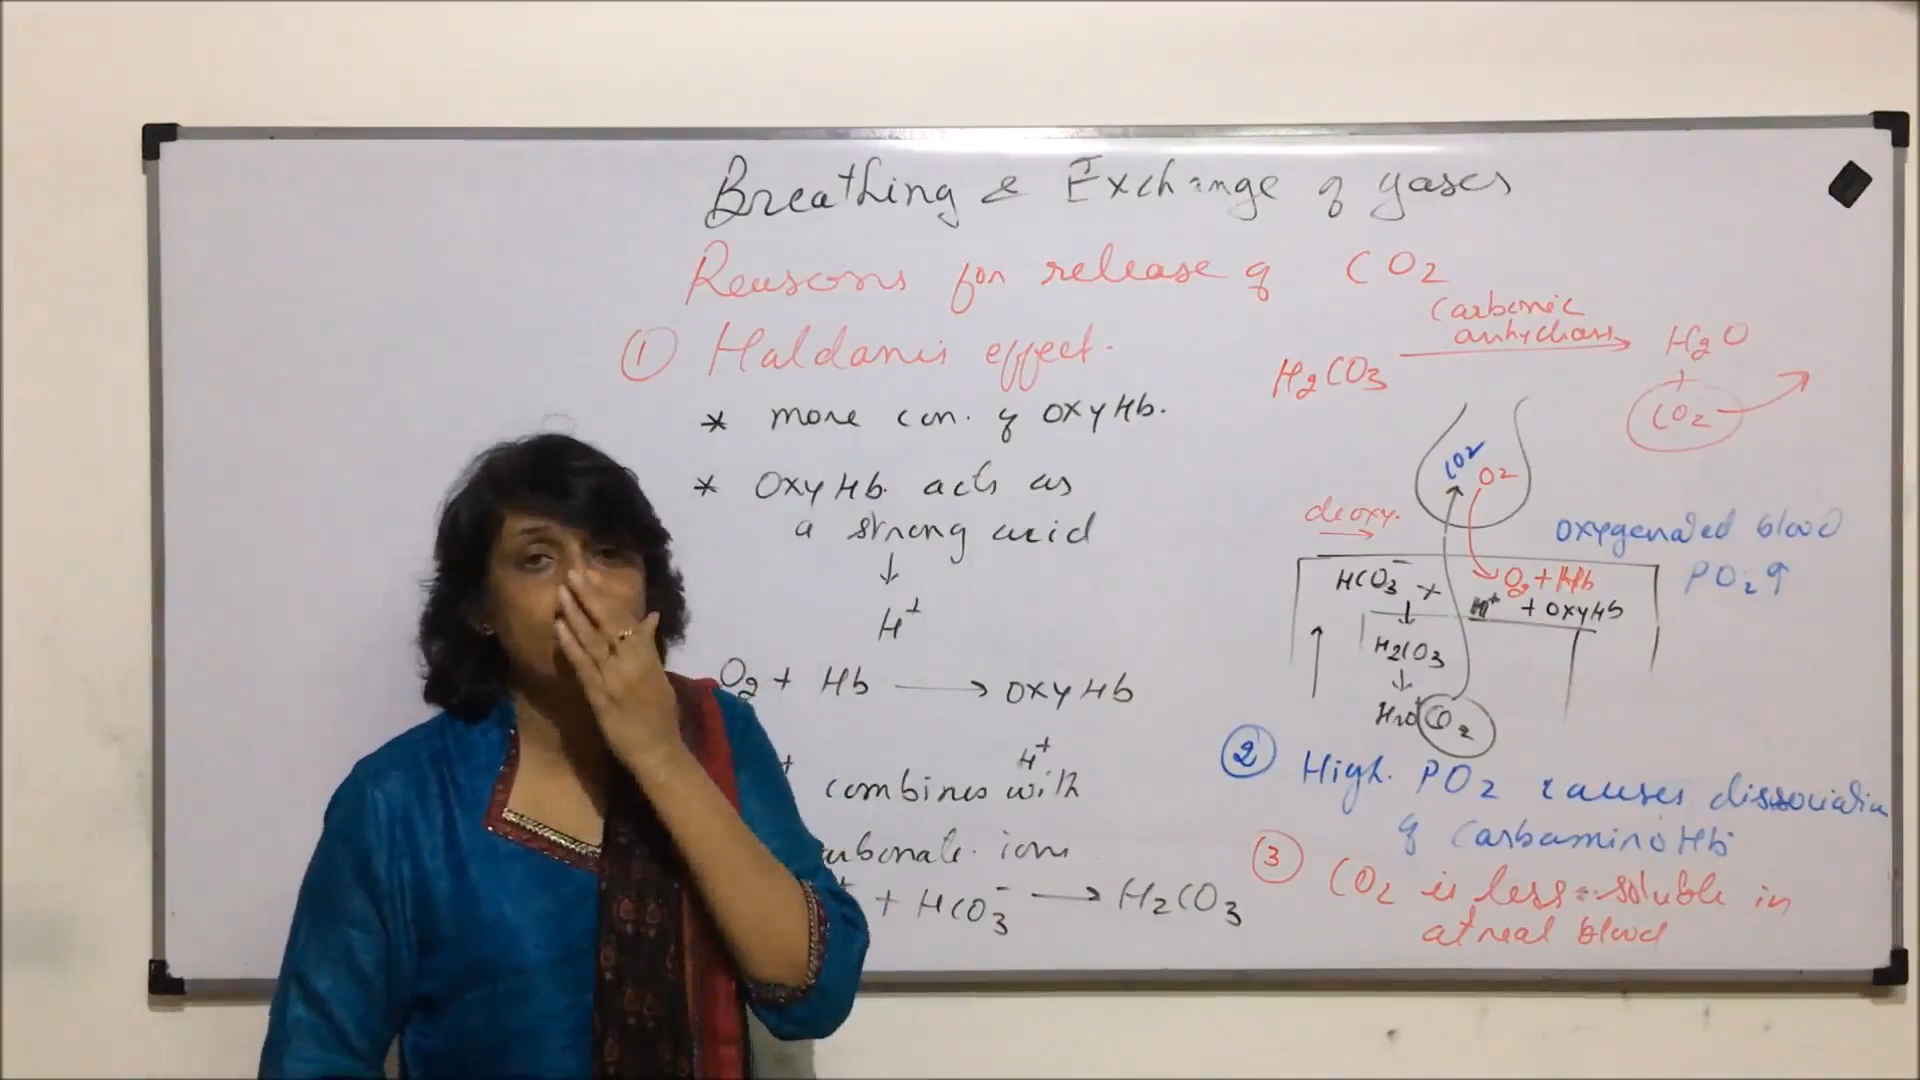 Breathing & Exchange of gases
Reasons for release of CO2
① Haldanis effect.
* more con. of oxyHb.
* OxyHb. acts as
a strong acid
↓
H+
O2 + Hb → oxyHb
H+
combines with
+ HCO3- → H2CO3
H2CO3
Carbonic
→ H2O
+
CO2
CO2 O2
deoxy.
oxygenated blood
PO2 ↑
HCO3- + O2 + Hb
H+ + oxyHb
↓
H2CO3
↓
H2O CO2
② High. PO2 causes dissociation
of CarbaminoHb
③ CO2 is less soluble in
atreal blood